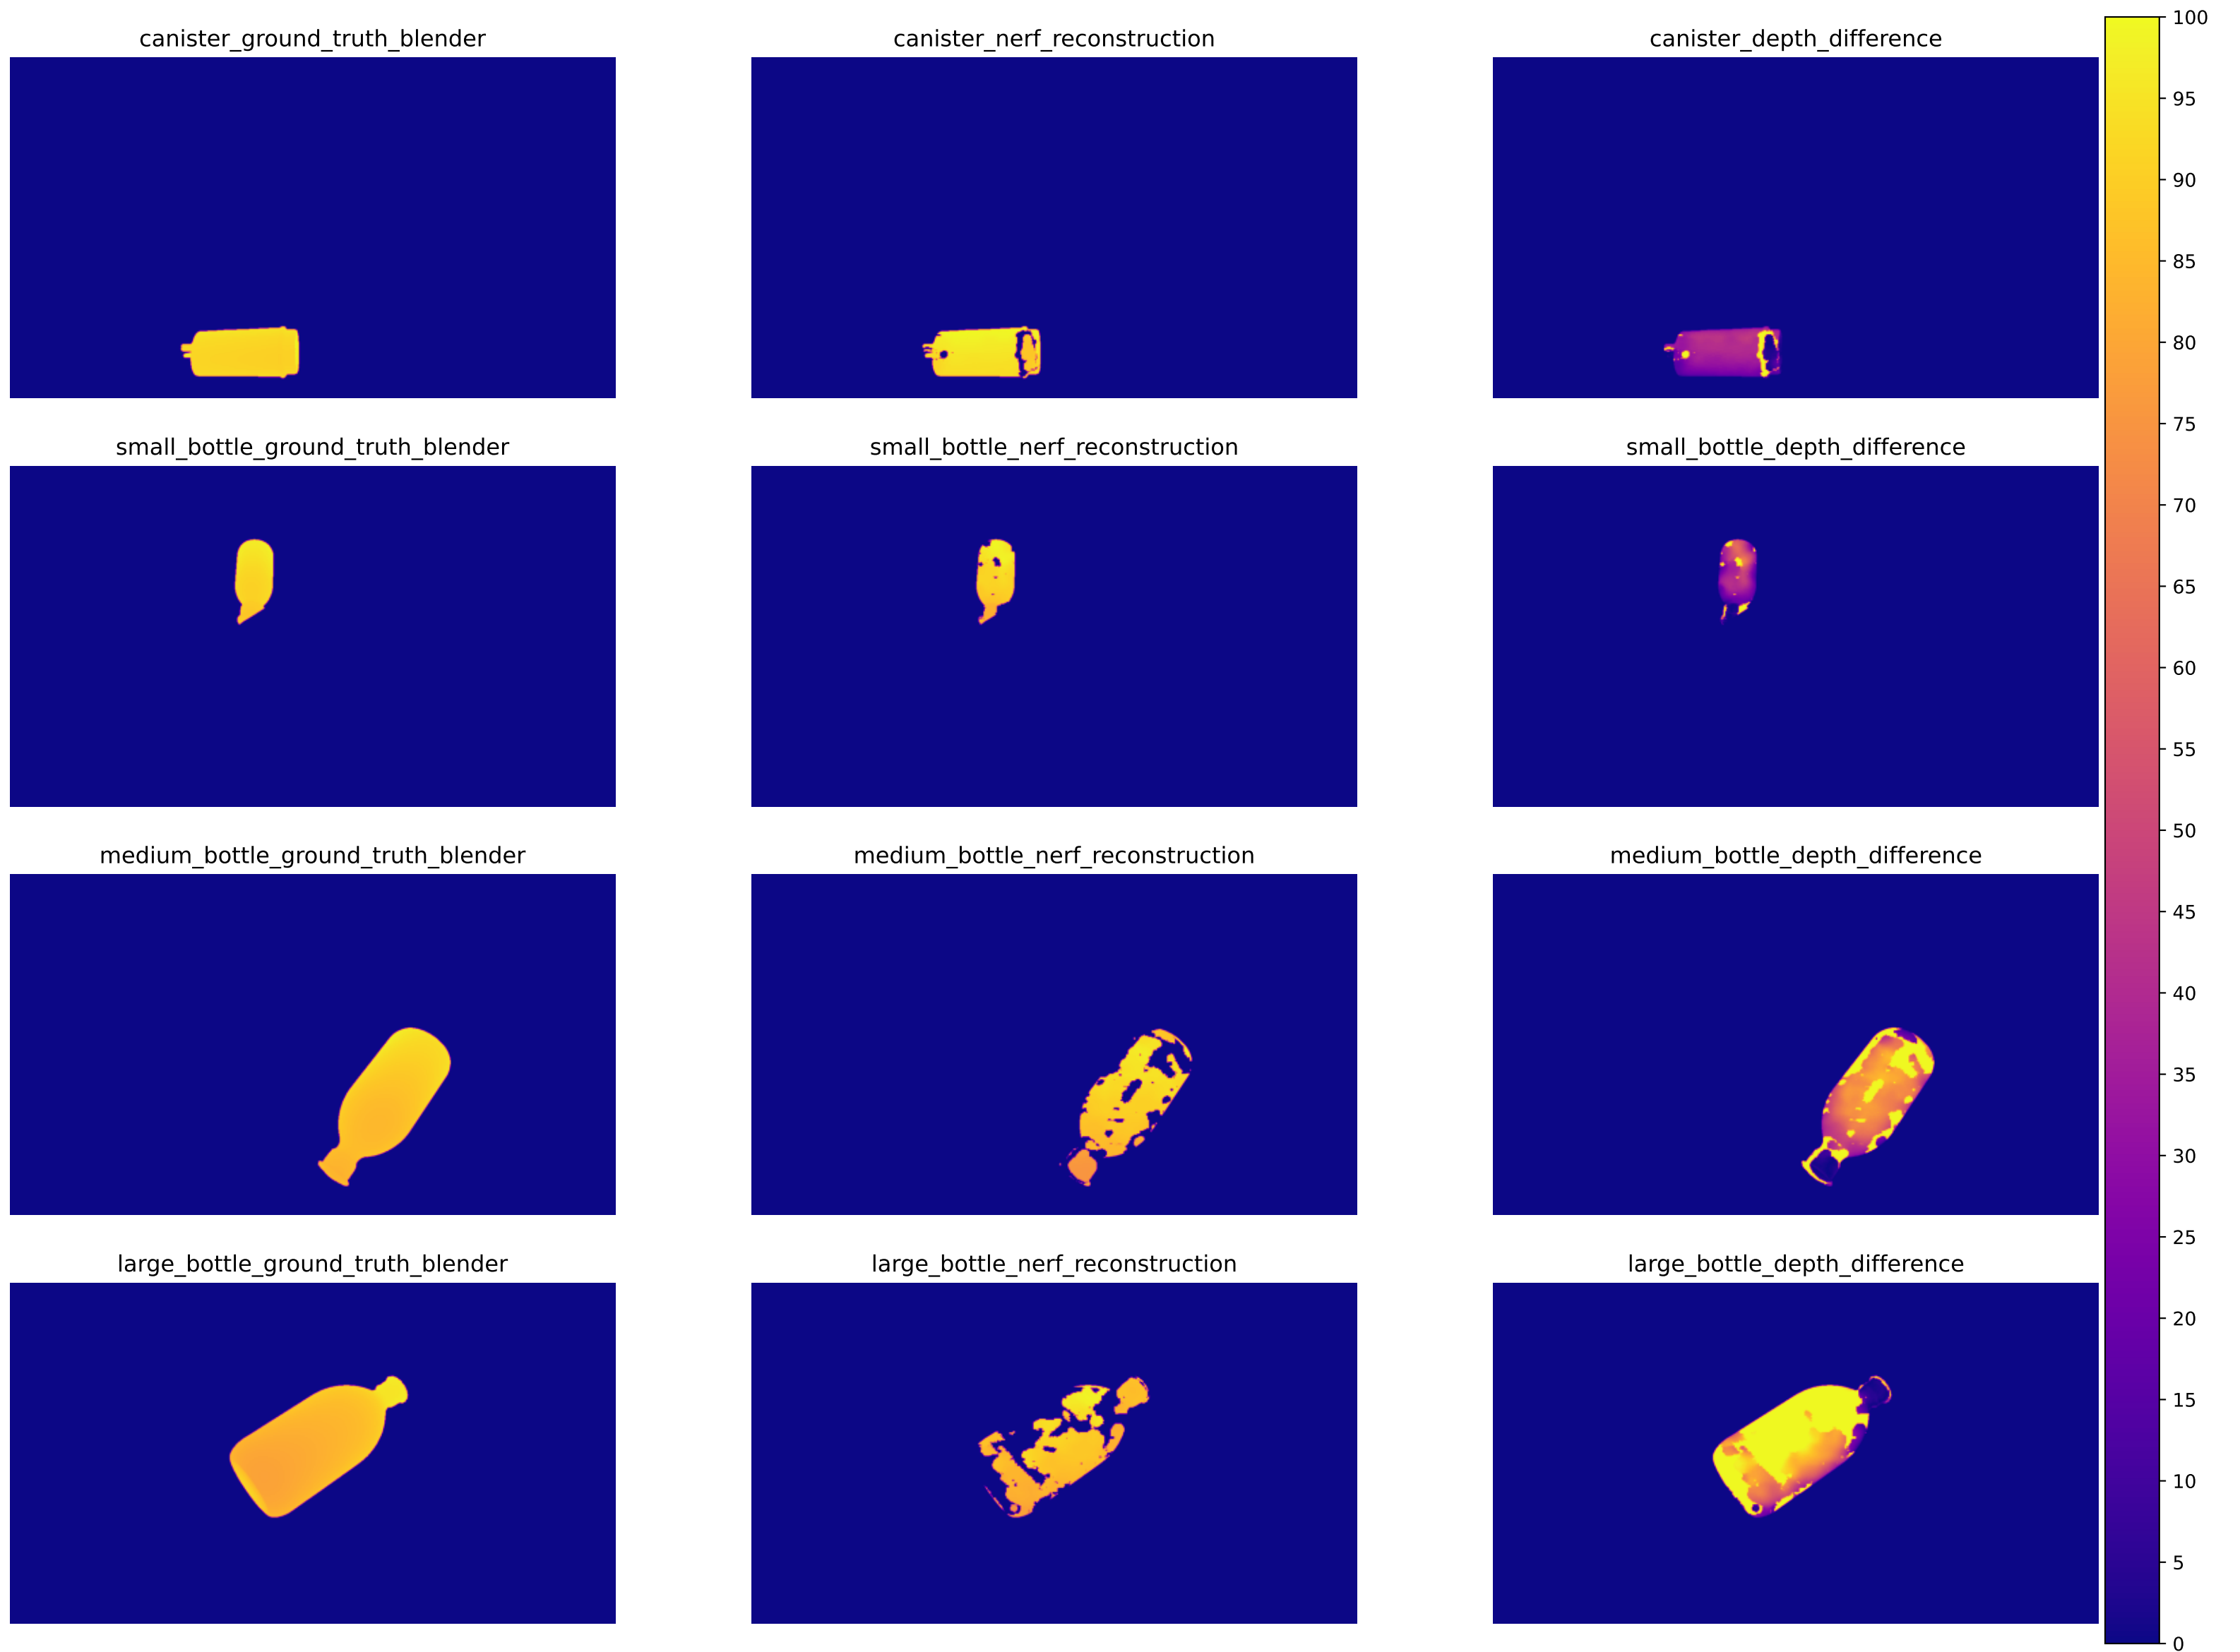 canister_ground_truth_blender
canister_nerf_reconstruction
canister_depth_difference
small_bottle_ground_truth_blender
small_bottle_nerf_reconstruction
small_bottle_depth_difference
medium_bottle_ground_truth_blender
medium_bottle_nerf_reconstruction
medium_bottle_depth_difference
large_bottle_ground_truth_blender
large_bottle_nerf_reconstruction
large_bottle_depth_difference
100
95
90
85
80
75
70
65
60
55
50
45
40
35
30
25
20
15
10
5
0